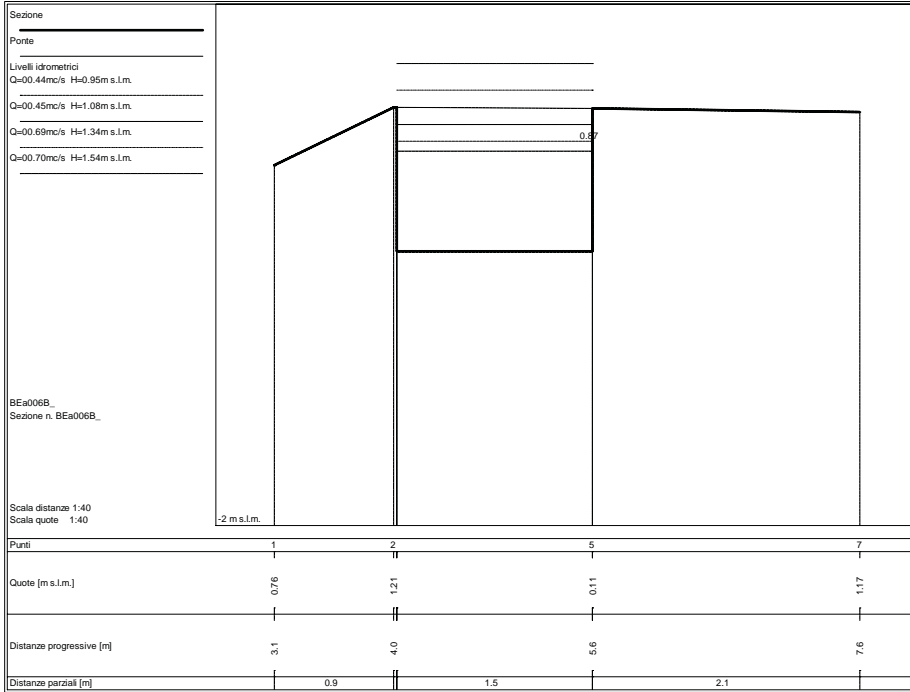 Sezione
Ponte
Livelli idrometrici
Q=00.44mc/s H=0.95m s.l.m.
Q=00.45mc/s H=1.08m s.l.m.
Q=00.69mc/s H=1.34m s.l.m.
Q=00.70mc/s H=1.54m s.l.m.
0.87
BEa006B_
Sezione n. BEa006B_
Scala distanze 1:40
Scala quote 1:40
-2 m s.l.m.
Punti 1 2 5 7
Quote [m s.l.m.] 0.76 1.21 0.11 1.17
Distanze progressive [m] 3.1 4.0 5.6 7.6
Distanze parziali [m] 0.9 1.5 2.1